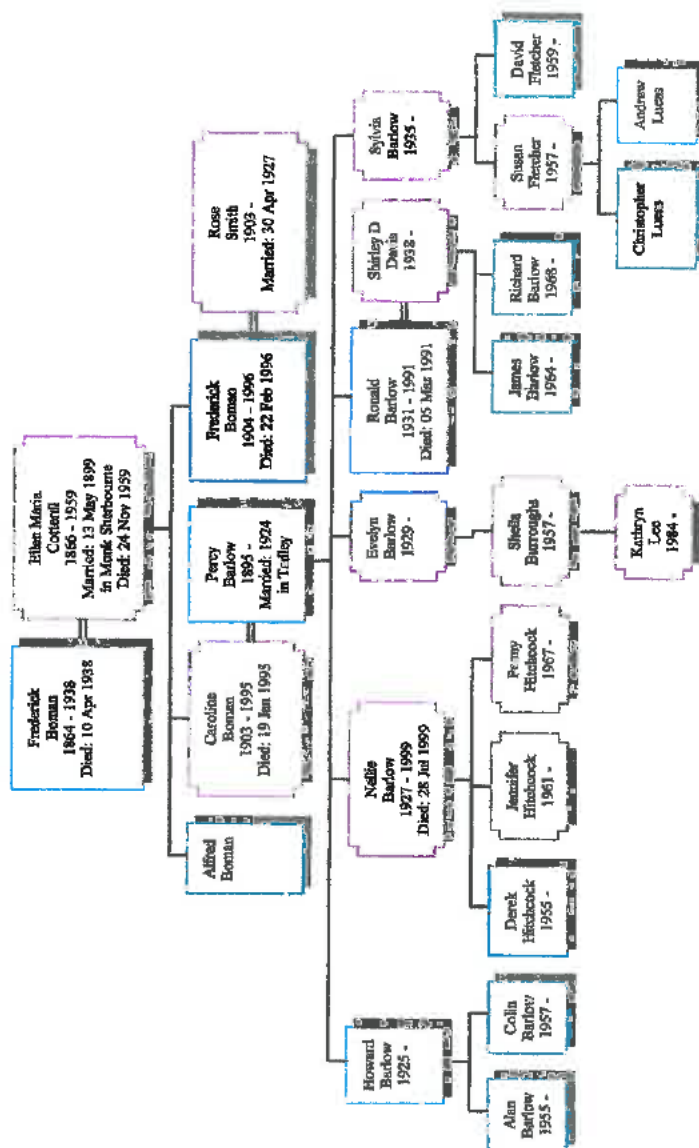 Frederick
Boman
1864 - 1938
Died: 10 Apr 1938
Ellen Maria
Cotterill
1866 - 1959
Married: 13 May 1899
in Monk Sherbourne
Died: 24 Nov 1959
Alfred
Boman
Caroline
Boman
1903 - 1995
Died: 19 Jan 1995
Percy
Barlow
1895 -
Married: 1924
in
Frederick
Boman
1904 - 1996
Died: 22 Feb 1996
Rose
Smith
1903 -
Married: 30 Apr 1927
Howard
Barlow
1925 -
Nellie
Barlow
1927 - 1999
Died: 28 Jul 1999
Evelyn
Barlow
1929 -
Ronald
Barlow
1931 - 1991
Died: 05 Mar 1991
Shirley D
Davis
1938 -
Sylvia
Barlow
1935 -
Alan
Barlow
1955 -
Colin
Barlow
1957 -
Derek
Hitchcock
1955 -
Jennifer
Hitchcock
1961 -
Penny
Hitchcock
1967 -
Sheila
Burroughs
1957 -
James
Barlow
1964 -
Richard
Barlow
1968 -
Susan
Fletcher
1957 -
David
Fletcher
1959 -
Kathryn
Lee
1984 -
Christopher
Lucas
Andrew
Lucas